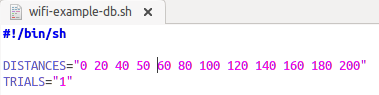 wifi-example-db.sh
#!/bin/sh
DISTANCES="0 20 40 50 60 80 100 120 140 160 180 200"
TRIALS="1"